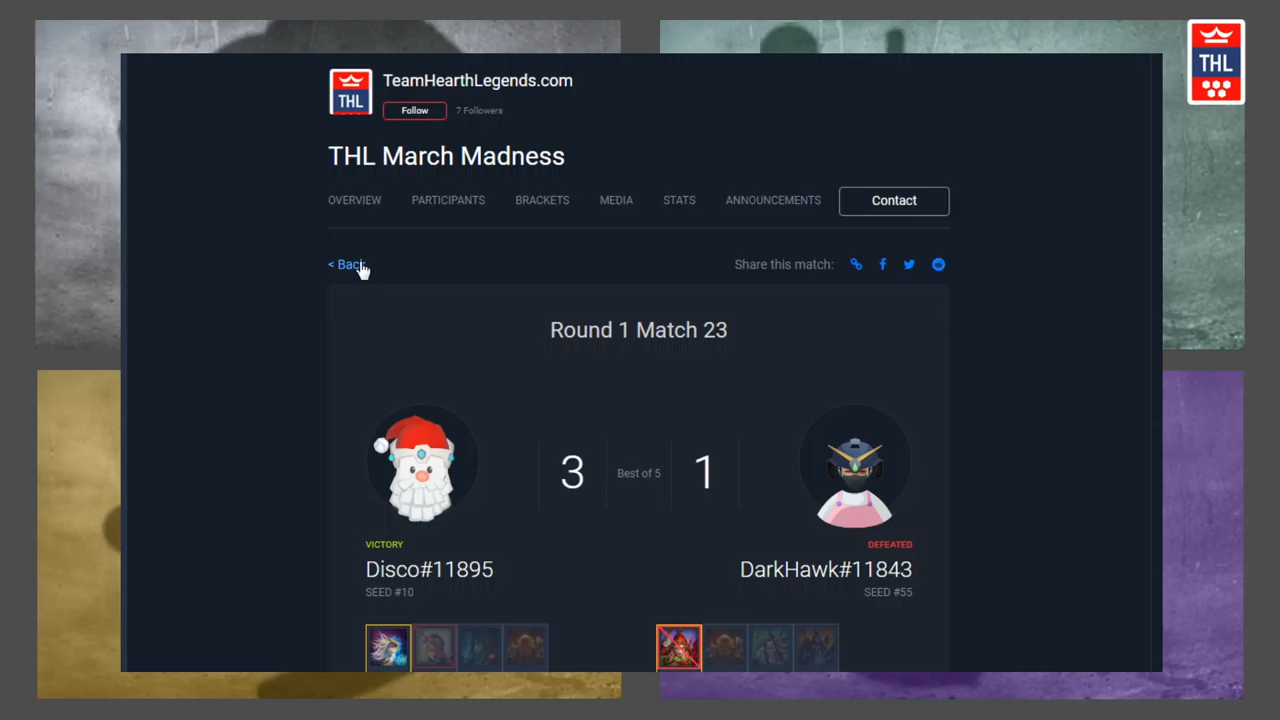 TeamHearthLegends.com
THL
Follow
7 Followers
THL
THL March Madness
OVERVIEW PARTICIPANTS BRACKETS MEDIA STATS ANNOUNCEMENTS Contact
< Back
Share this match:
Round 1 Match 23
3 Best of 5 1
VICTORY
DEFEATED
Disco#11895
DarkHawk#11843
SEED #10
SEED #55